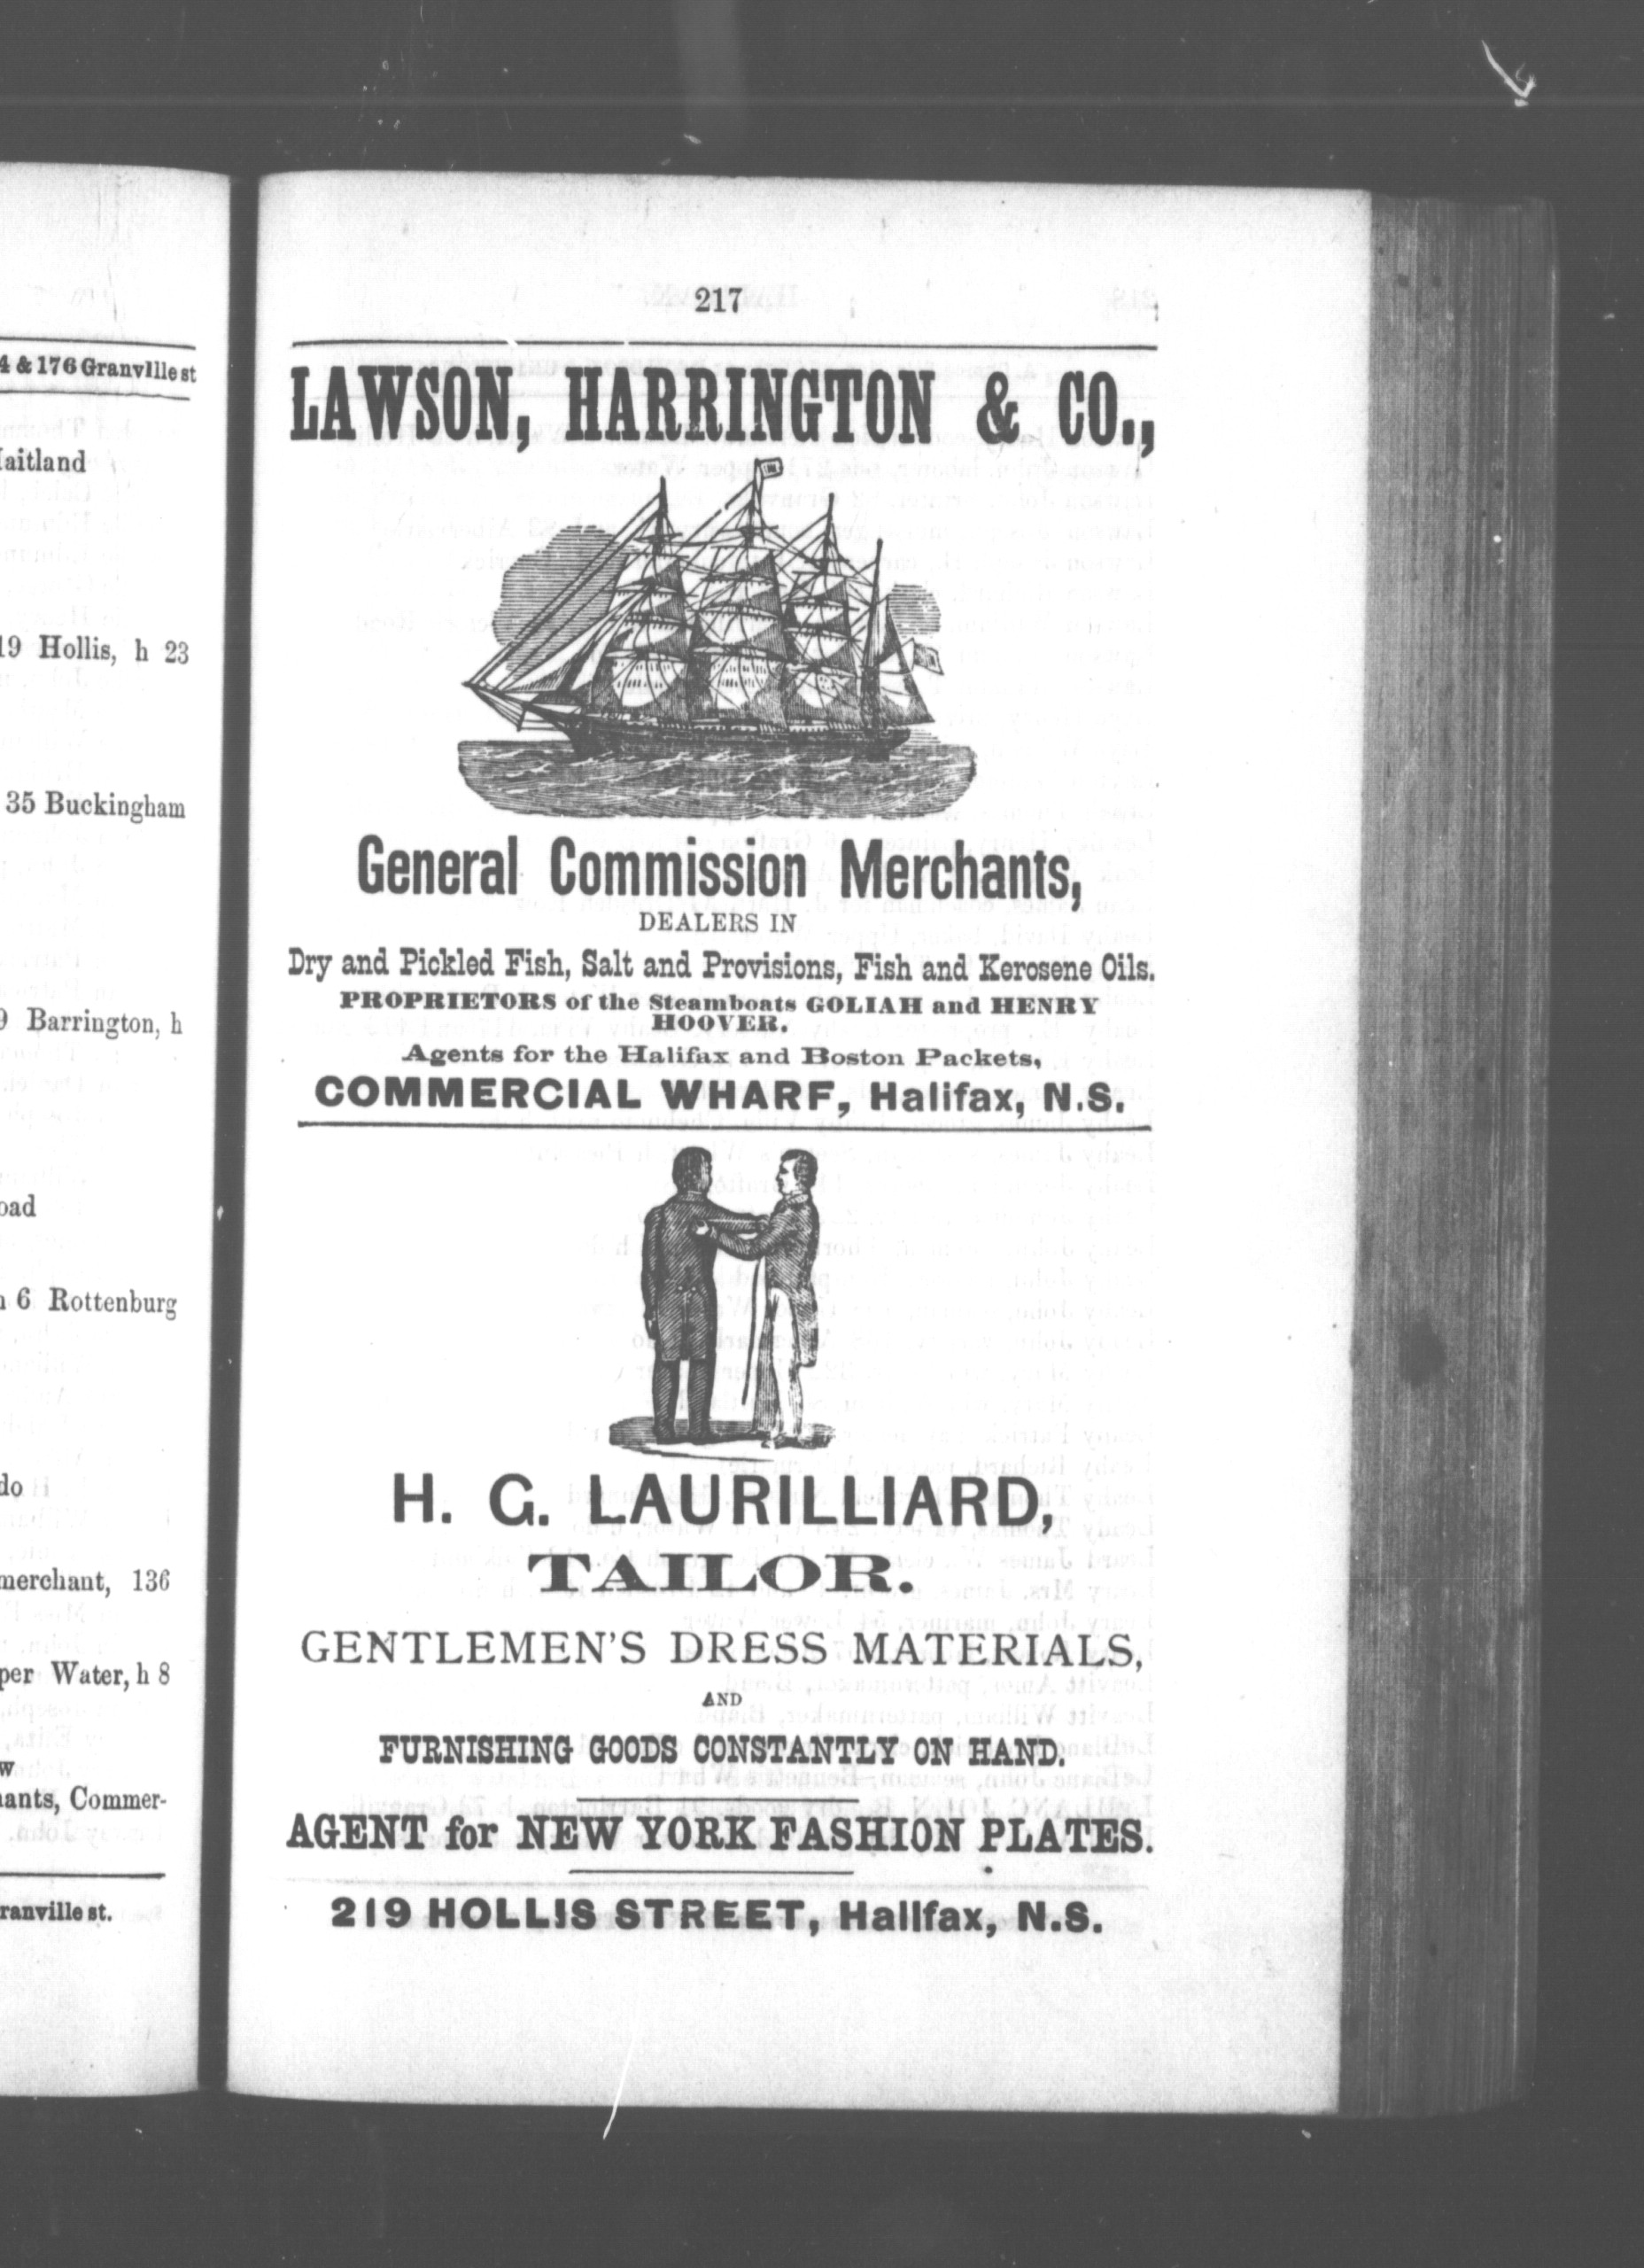 4 & 176 Granville st
aitland
19 Hollis, h 23
35 Buckingham
9 Barrington, h
oad
6 Rottenburg
do
merchant, 136
per Water, h 8
w
ants, Commer-
ranville st.
217
LAWSON, HARRINGTON & CO.,
General Commission Merchants,
DEALERS IN
Dry and Pickled Fish, Salt and Provisions, Fish and Kerosene Oils.
PROPRIETORS of the Steamboats GOLIAH and HENRY
HOOVER.
Agents for the Halifax and Boston Packets,
COMMERCIAL WHARF, Halifax, N.S.
H. G. LAURILLIARD,
TAILOR.
GENTLEMEN'S DRESS MATERIALS,
AND
FURNISHING GOODS CONSTANTLY ON HAND.
AGENT for NEW YORK FASHION PLATES.
219 HOLLIS STREET, Halifax, N.S.